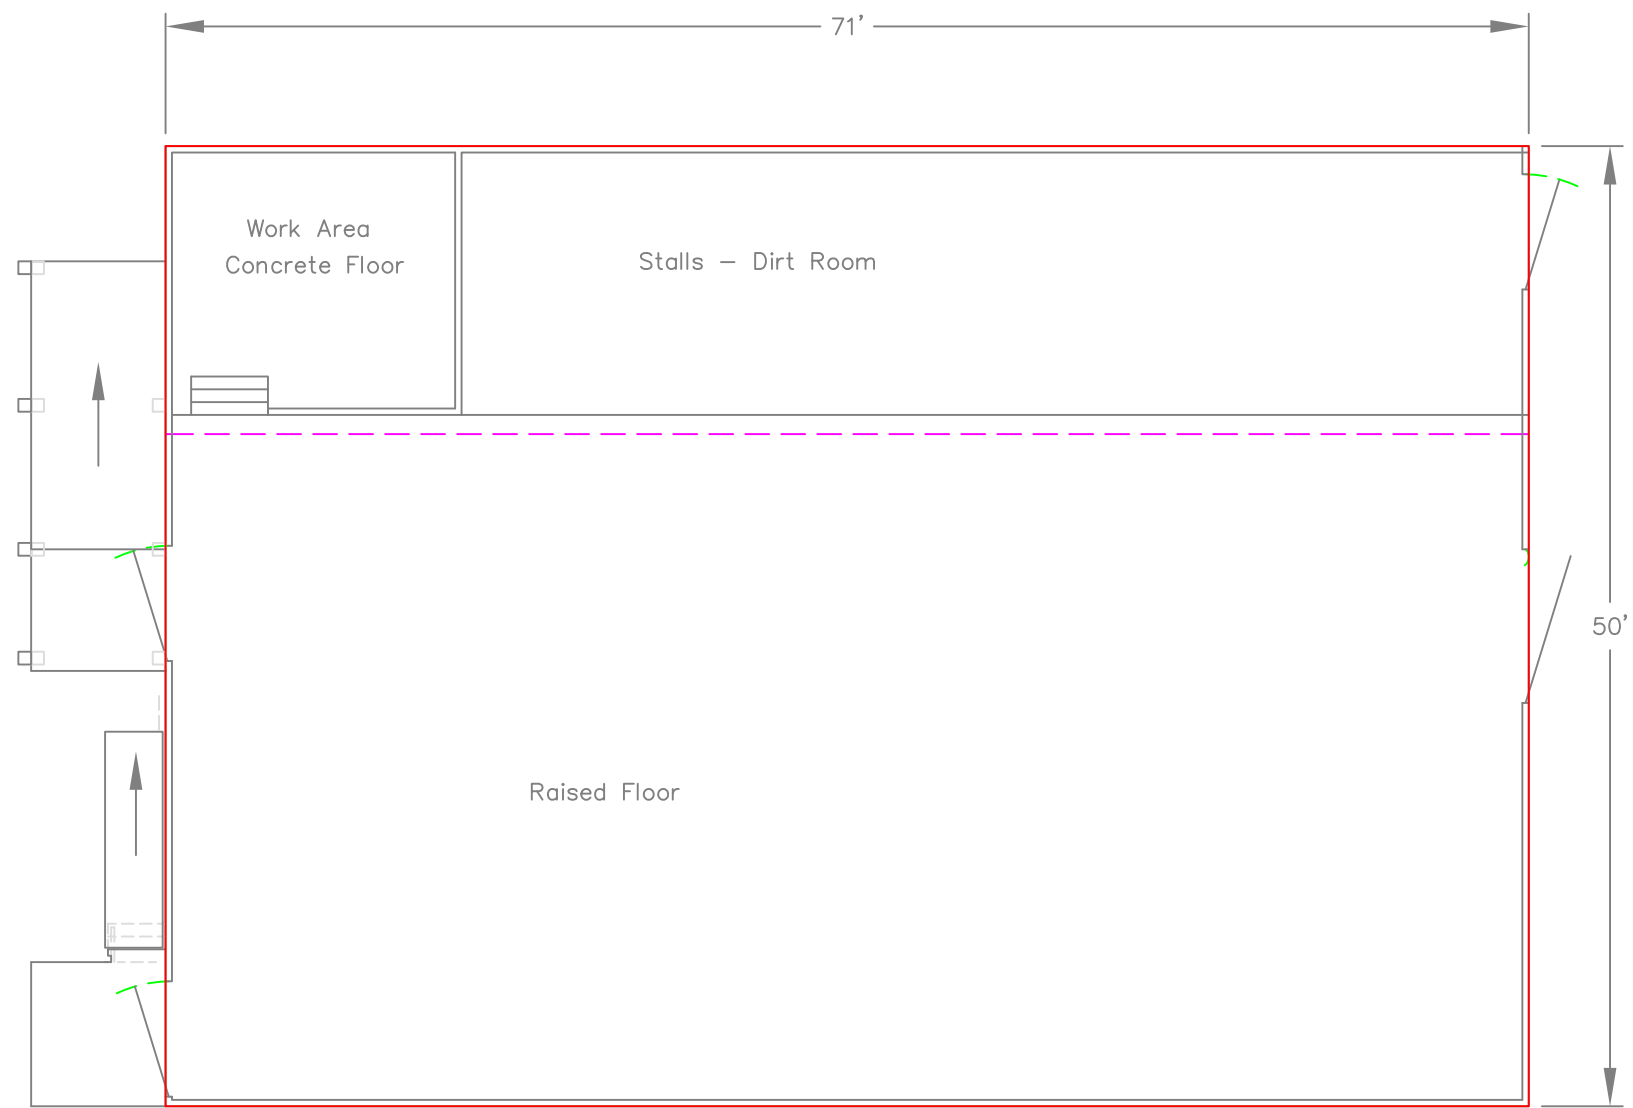 71'
Work Area
Concrete Floor
Stalls - Dirt Room
50'
Raised Floor